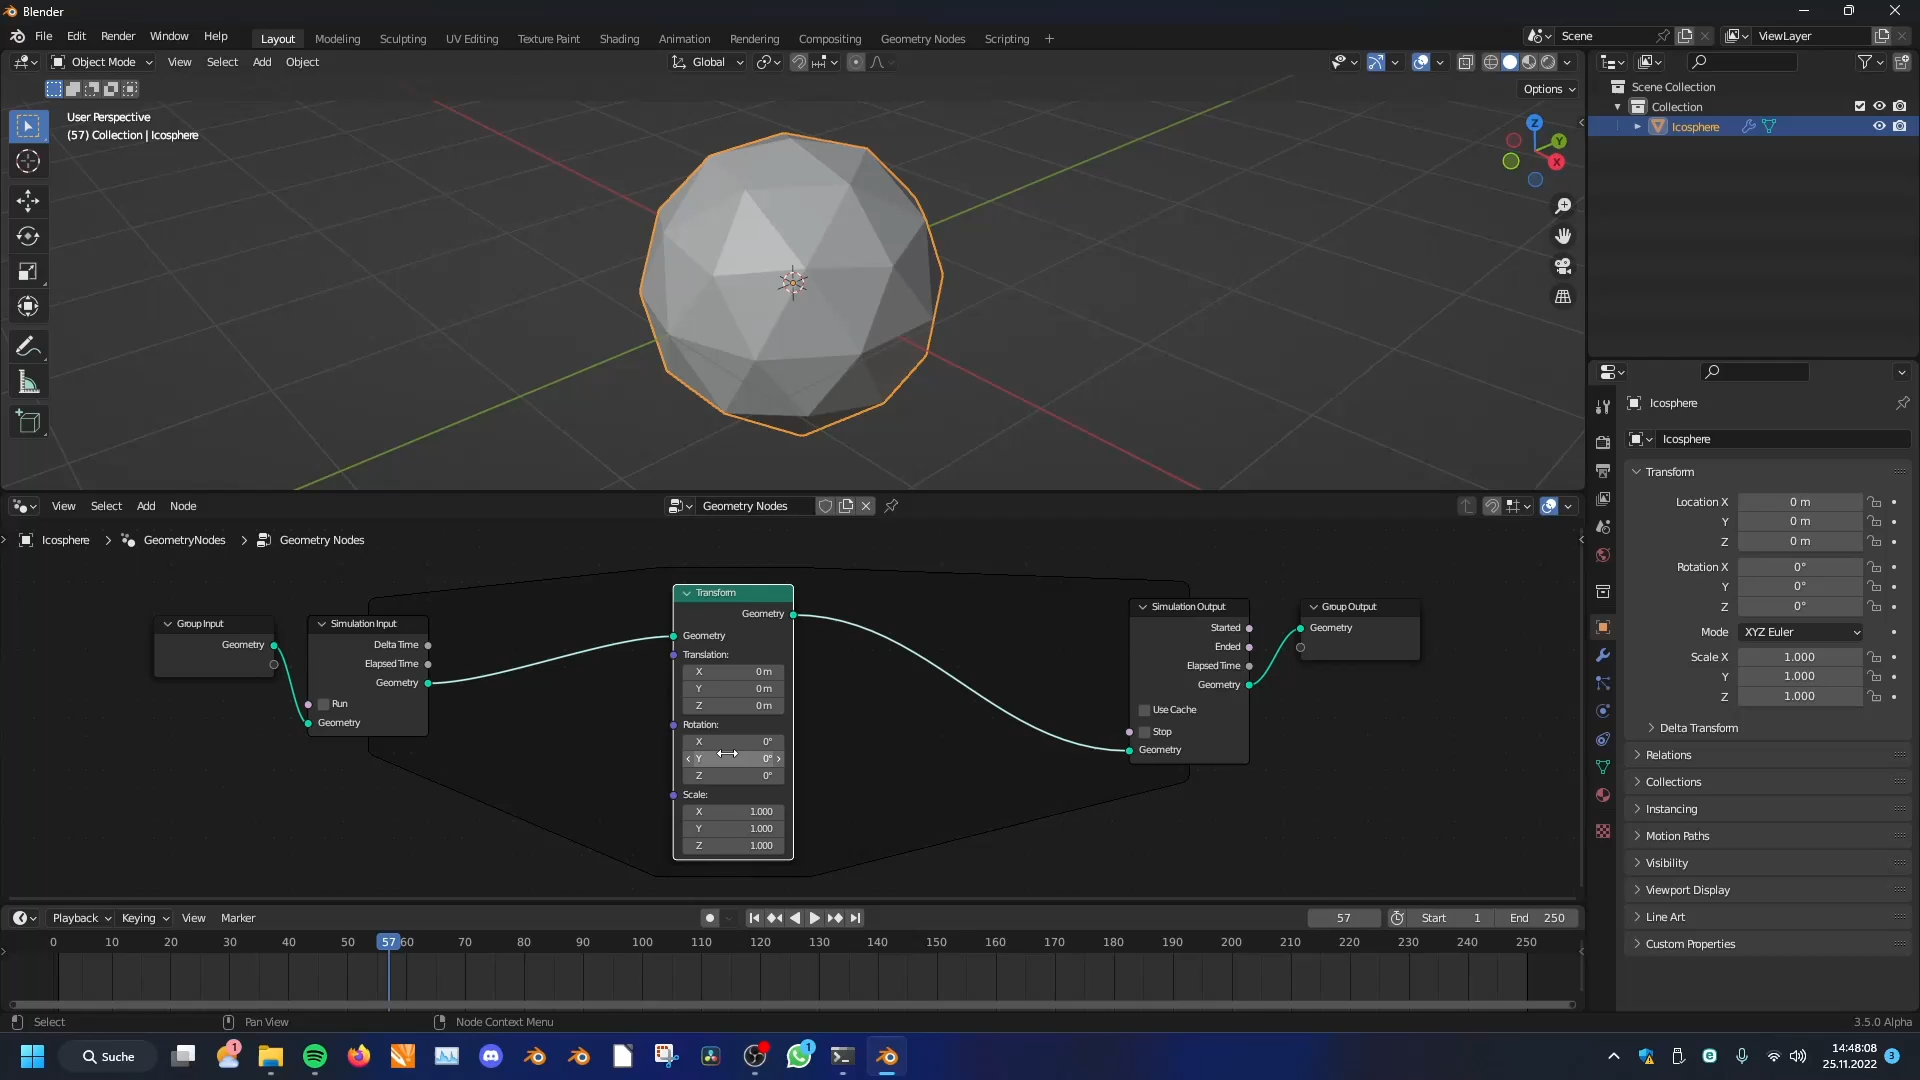 Blender
File Edit Render Window Help
Layout Modeling Sculpting UV Editing Texture Paint Shading Animation Rendering Compositing Geometry Nodes Scripting +
Scene
ViewLayer
Object Mode View Select Add Object
Global
Options
User Perspective
(57) Collection | Icosphere
Z
Y
X
Scene Collection
Collection
Icosphere
View Select Add Node
Geometry Nodes
Icosphere > GeometryNodes > Geometry Nodes
Group Input
Geometry
Simulation Input
Delta Time
Elapsed Time
Geometry
Run
Geometry
Transform
Geometry
Geometry
Translation:
X 0 m
Y 0 m
Z 0 m
Rotation:
X 0°
Y 0°
Z 0°
Scale:
X 1.000
Y 1.000
Z 1.000
Simulation Output
Started
Ended
Elapsed Time
Geometry
Use Cache
Stop
Geometry
Group Output
Geometry
Icosphere
Icosphere
Transform
Location X 0 m
Y 0 m
Z 0 m
Rotation X 0°
Y 0°
Z 0°
Mode XYZ Euler
Scale X 1.000
Y 1.000
Z 1.000
Delta Transform
Relations
Collections
Instancing
Motion Paths
Visibility
Viewport Display
Line Art
Custom Properties
Playback Keying View Marker
57 Start 1 End 250
0 10 20 30 40 50 57 60 70 80 90 100 110 120 130 140 150 160 170 180 190 200 210 220 230 240 250
Select Pan View Node Context Menu
3.5.0 Alpha
Suche
1
1
14:48:08
25.11.2022
3